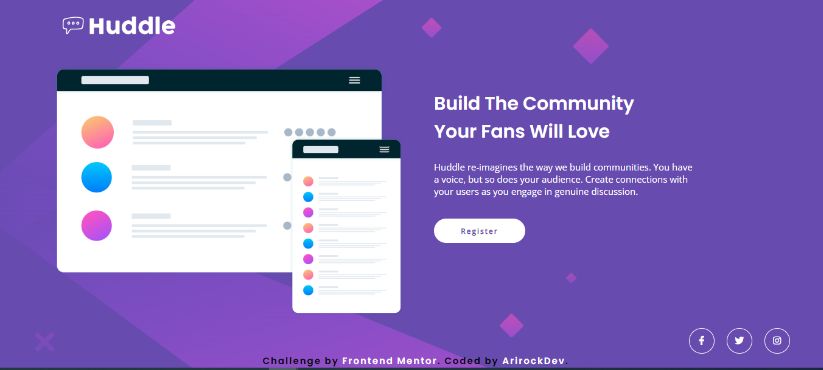 Huddle
Build The Community
Your Fans Will Love
Huddle re-imagines the way we build communities. You have
a voice, but so does your audience. Create connections with
your users as you engage in genuine discussion.
Register
Challenge by Frontend Mentor. Coded by ArirockDev.